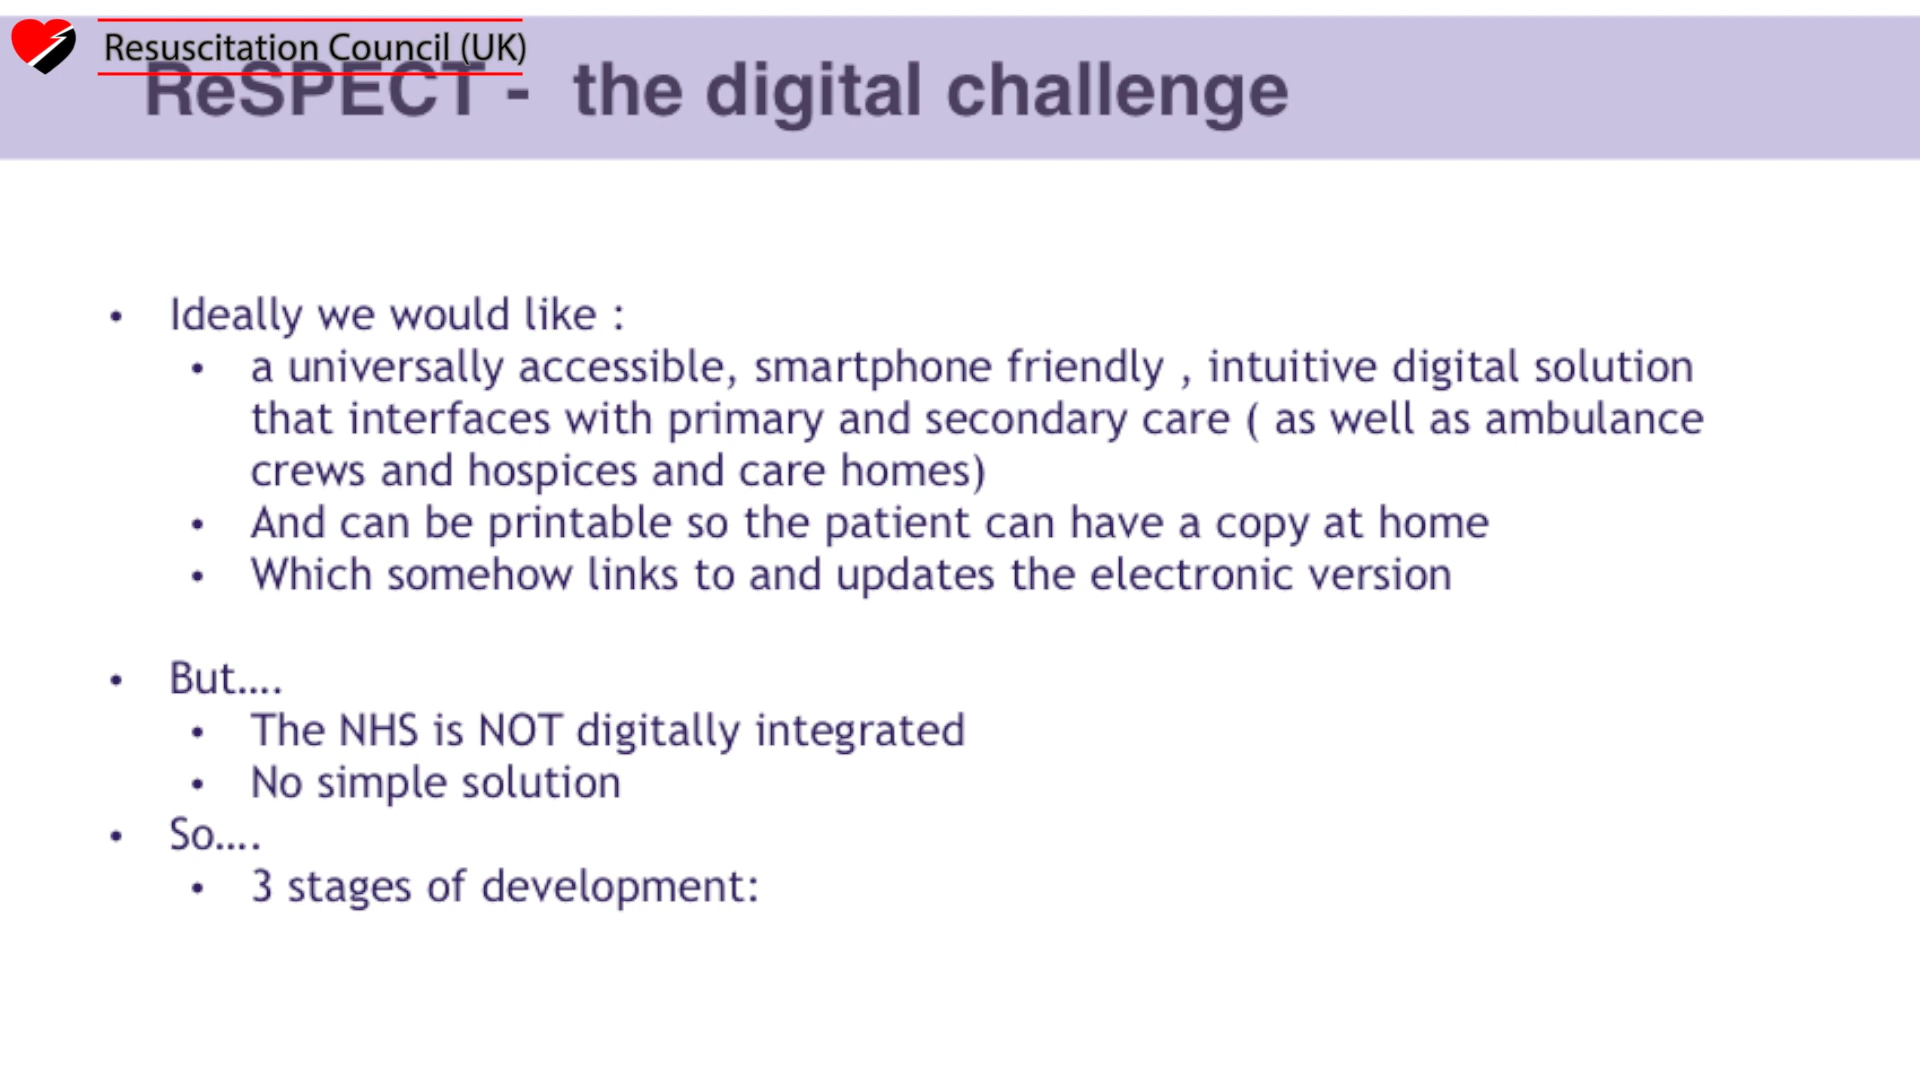 Resuscitation Council (UK)
ReSPECT - the digital challenge
• Ideally we would like :
• a universally accessible, smartphone friendly , intuitive digital solution
that interfaces with primary and secondary care ( as well as ambulance
crews and hospices and care homes)
• And can be printable so the patient can have a copy at home
• Which somehow links to and updates the electronic version
• But….
• The NHS is NOT digitally integrated
• No simple solution
• So….
• 3 stages of development: